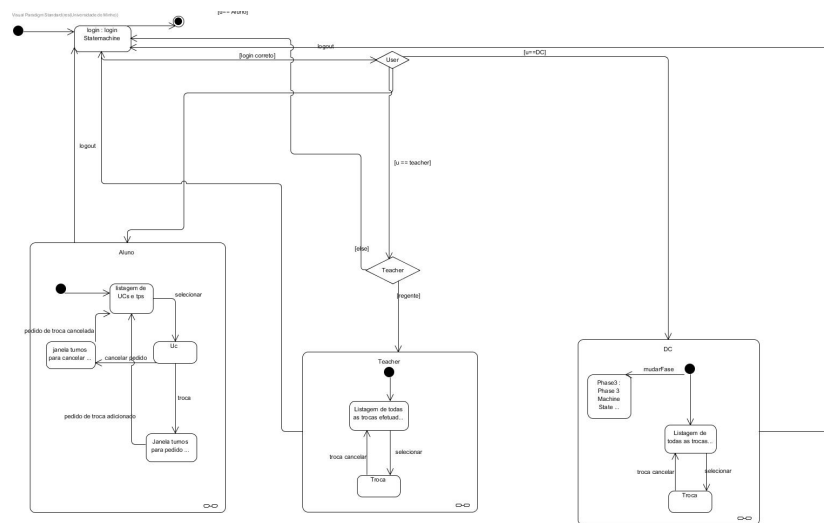 Visual Paradigm Standard(rex(Universidade do Minho))
[u== Aluno]
login : login
Statemachine
logout
[login correto]
User
[u==DC]
logout
[u == teacher]
[else]
Aluno
Teacher
listagem de
UCs e tps
selecionar
[regente]
pedido de troca cancelada
Uc
janela turnos
para cancelar ...
cancelar pedido
DC
Teacher
mudarFase
Phase3 :
Phase 3
Machine
State ...
troca
pedido de troca adicionado
Listagem de todas
as trocas efetuad...
Janela turnos
para pedido ...
Listagem de
todas as trocas...
troca cancelar
selecionar
troca cancelar
selecionar
Troca
Troca